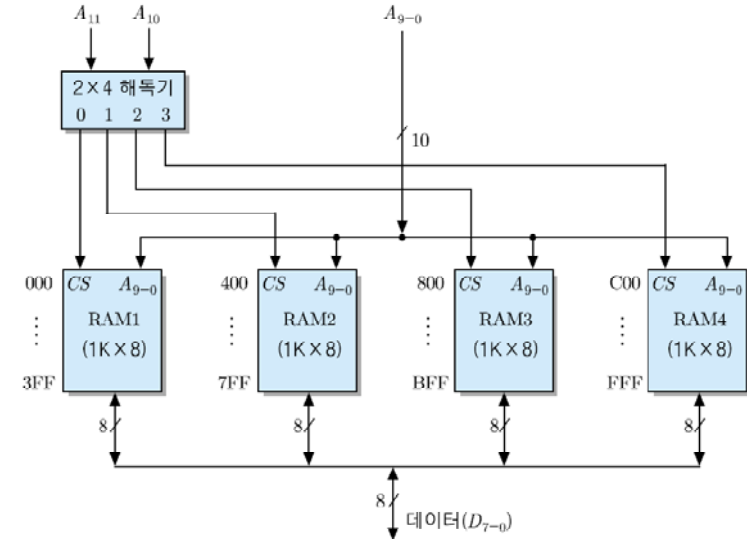 A11 A10 A9−0
2×4 해독기
0 1 2 3
10
000 CS A9−0 400 CS A9−0 800 CS A9−0 C00 CS A9−0
⋮ RAM1 ⋮ RAM2 ⋮ RAM3 ⋮ RAM4
(1K×8) (1K×8) (1K×8) (1K×8)
3FF 7FF BFF FFF
8 8 8 8
8
데이터(D7−0)